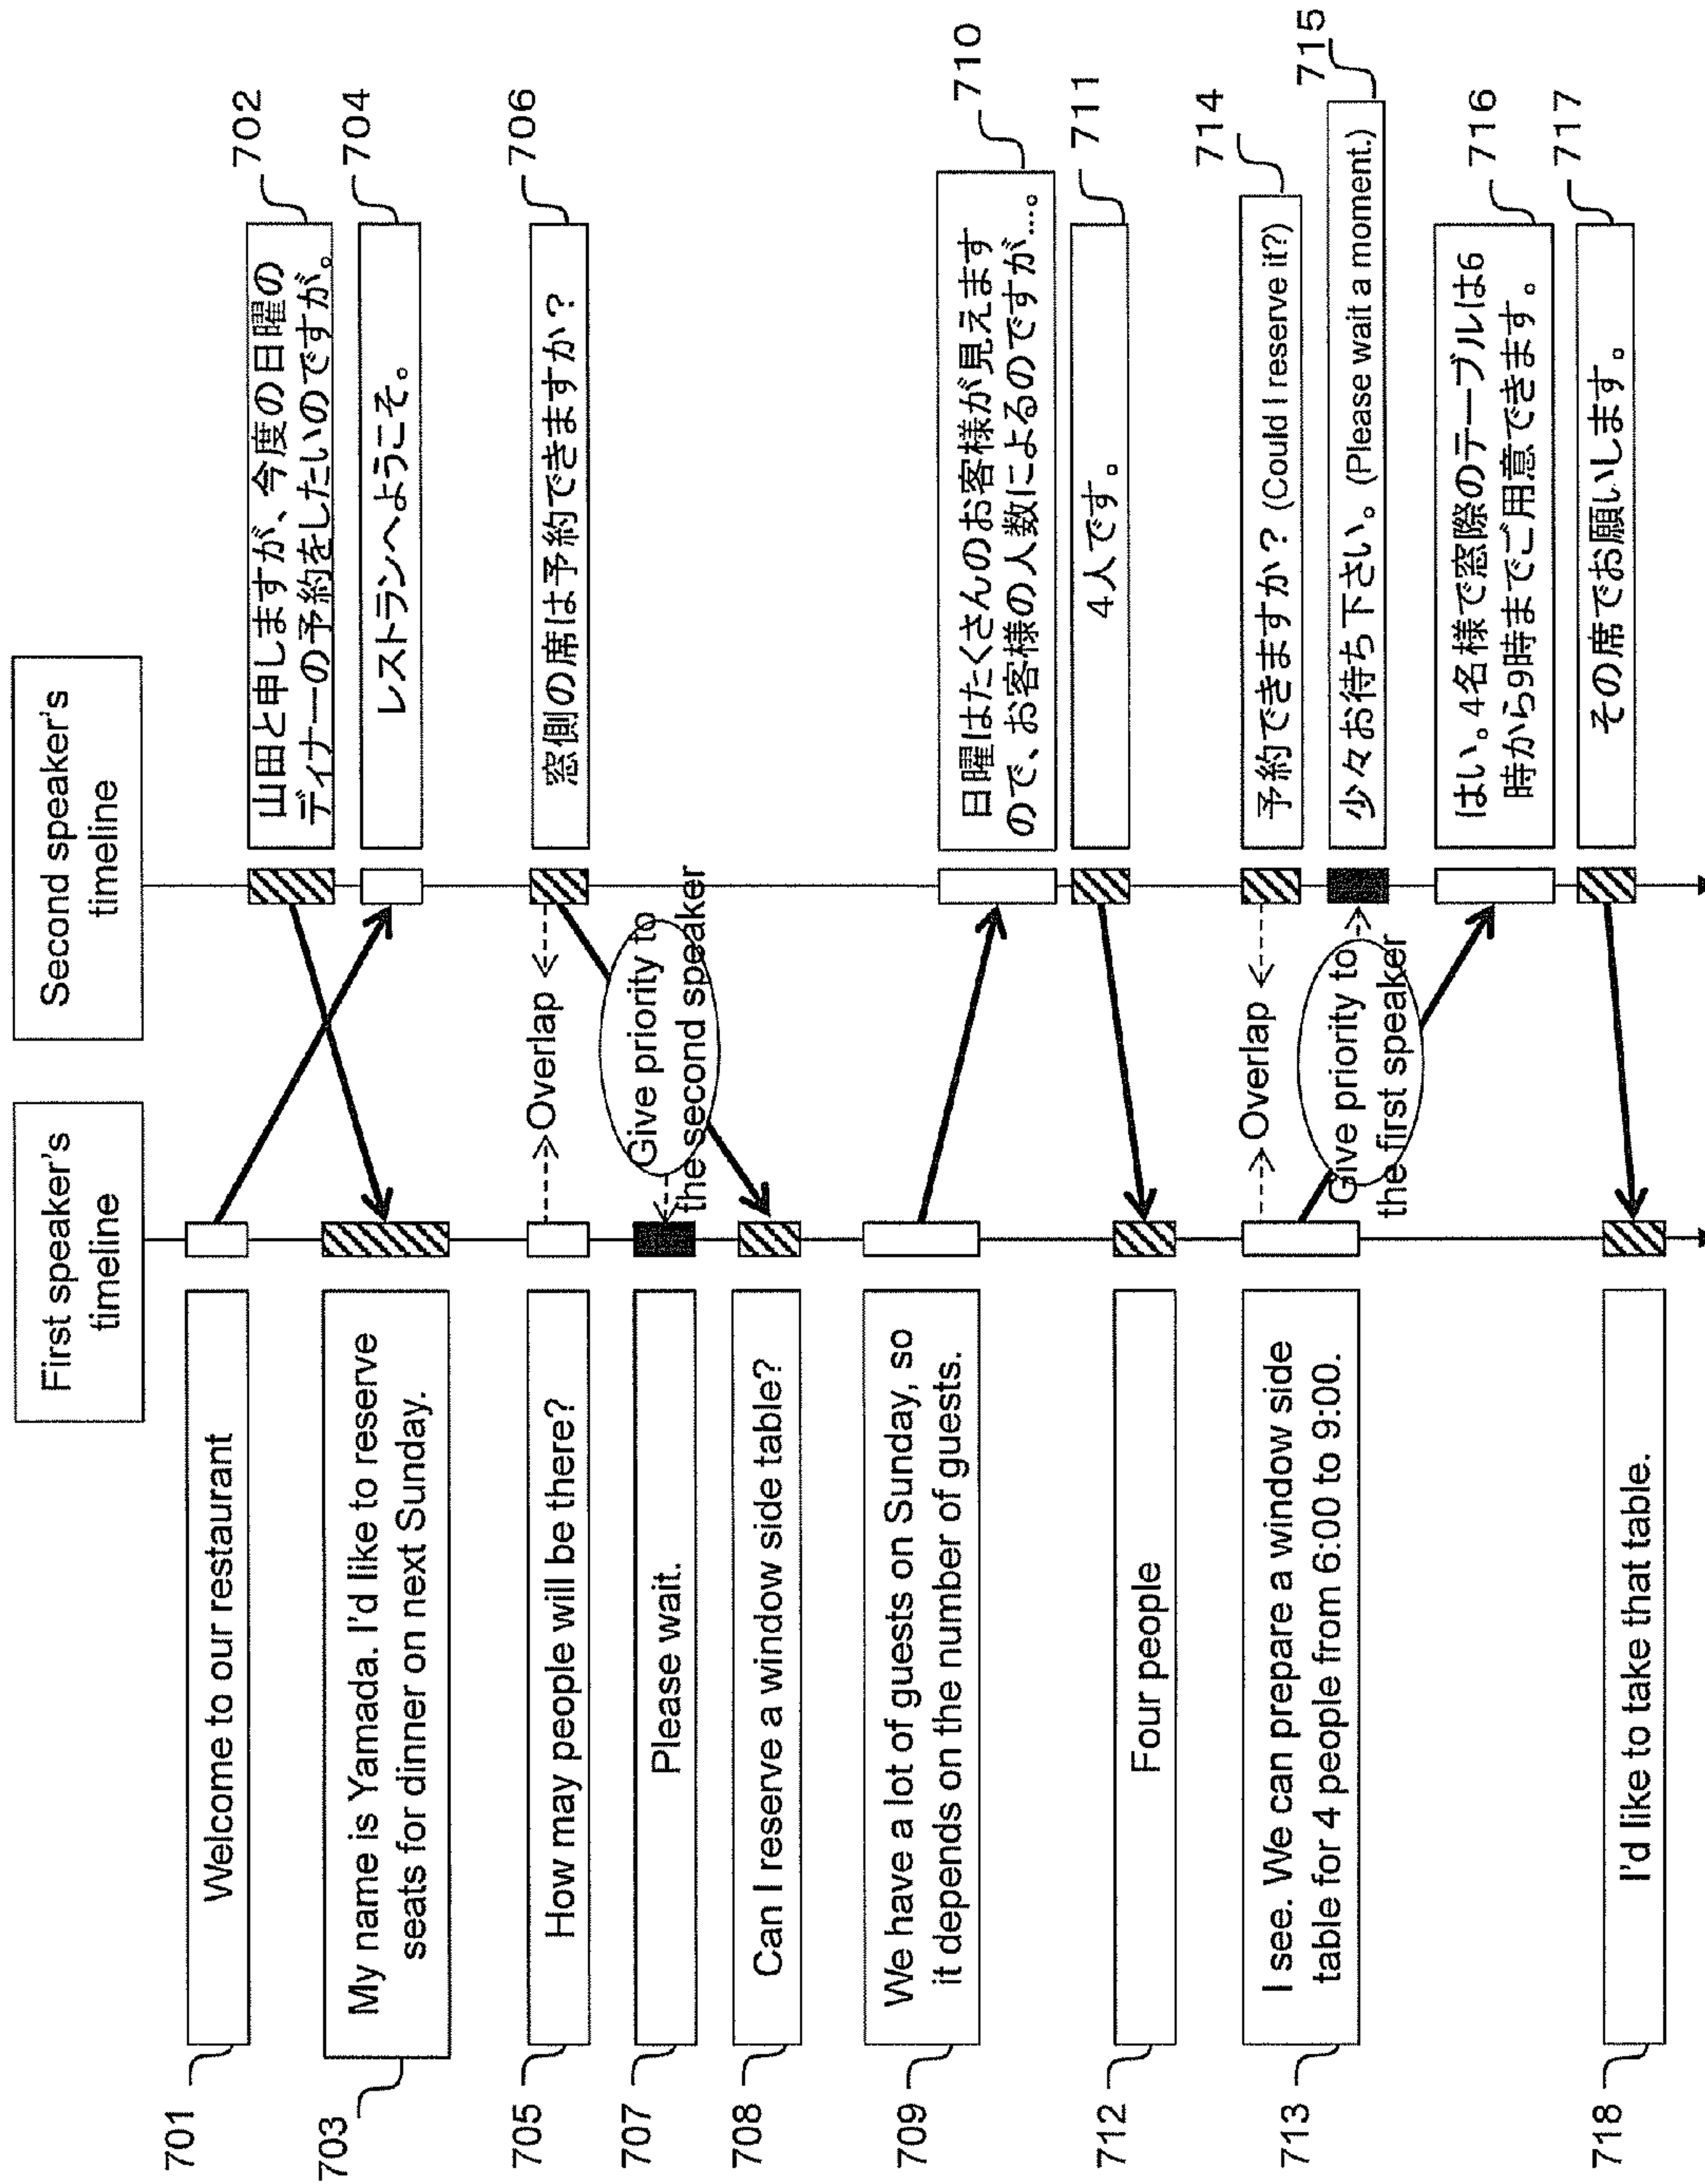 First speaker's
timeline
Second speaker's
timeline
701
Welcome to our restaurant
山田と申しますが、今度の日曜の
ディナーの予約をしたいのですが。
702
703
My name is Yamada. I'd like to reserve
seats for dinner on next Sunday.
レストランへようこそ。
704
705
How may people will be there?
Overlap
窓側の席は予約できますか?
706
707
Please wait.
Give priority to
the second speaker
708
Can I reserve a window side table?
709
We have a lot of guests on Sunday, so
it depends on the number of guests.
日曜はたくさんのお客様が見えます
ので、お客様の人数によるのですが…。
710
4人です。
711
712
Four people
713
I see. We can prepare a window side
table for 4 people from 6:00 to 9:00.
Overlap
予約できますか? (Could I reserve it?)
714
Give priority to
the first speaker
少々お待ち下さい。(Please wait a moment.)
715
はい。4名様で窓際のテーブルは6
時から9時までご用意できます。
716
その席でお願いします。
717
718
I'd like to take that table.